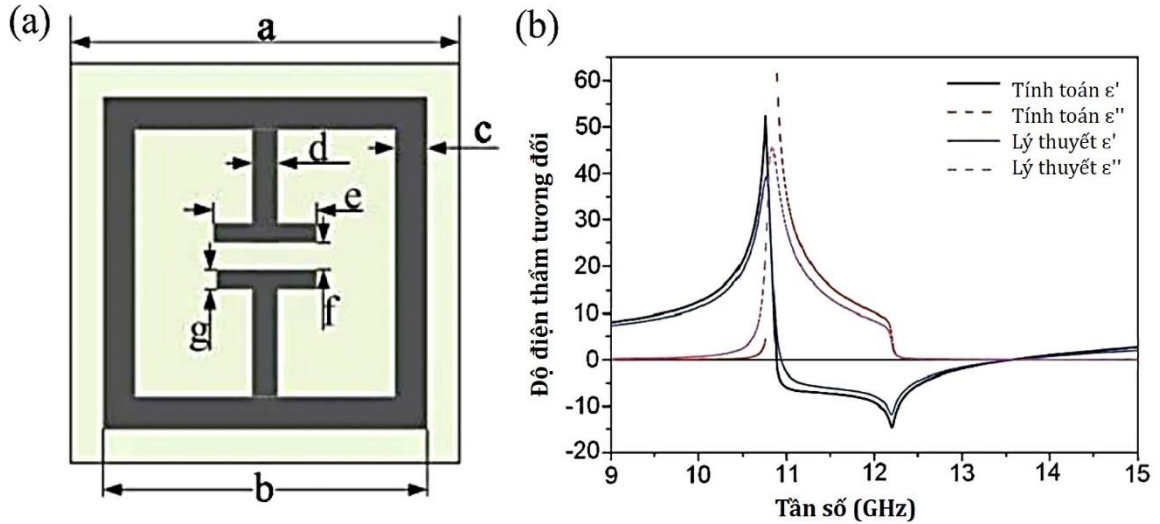 (a)
a
c
d
e
f
g
b
(b)
Độ điện thẩm tương đối
60
50
40
30
20
10
0
-10
-20
Tính toán ε'
Tính toán ε''
Lý thuyết ε'
Lý thuyết ε''
9 10 11 12 13 14 15
Tần số (GHz)